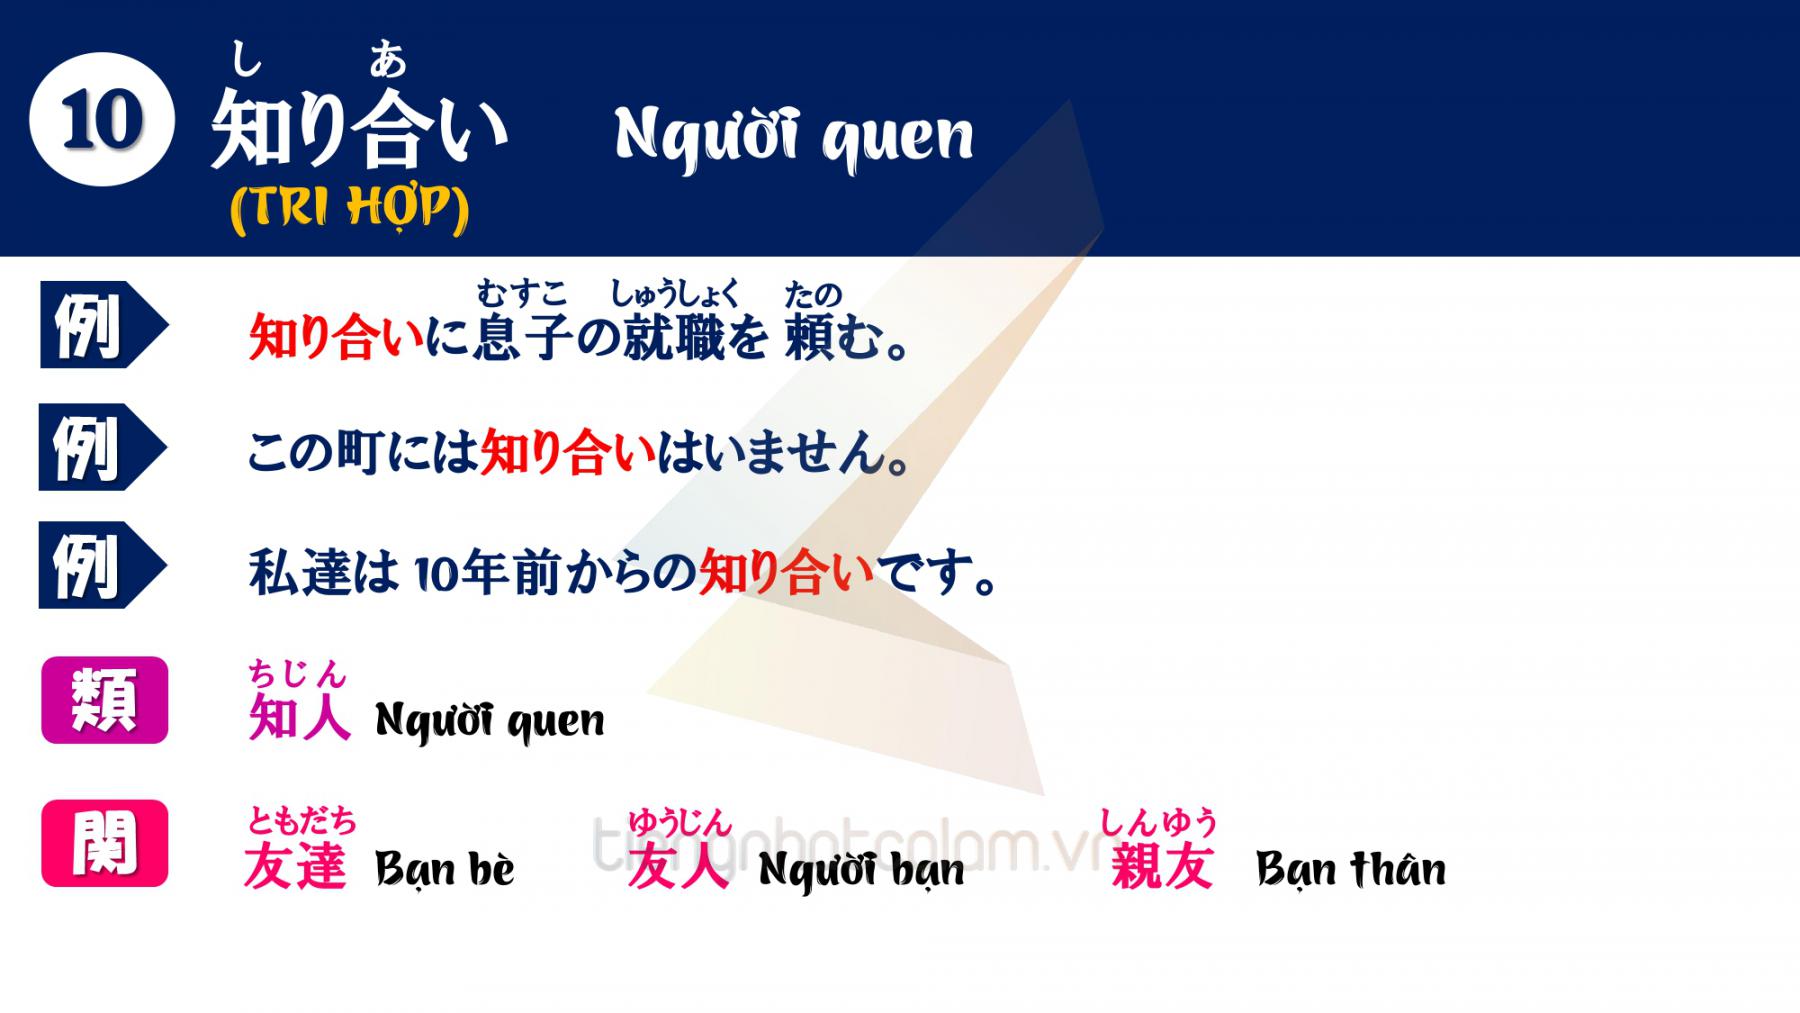 し あ
10 知り合い Người quen
(TRI HỢP)
むすこ しゅうしょく たの
例 知り合いに息子の就職を 頼む。
例 この町には知り合いはいません。
例 私達は 10年前からの知り合いです。
ちじん
類 知人 Người quen
ともだち ゆうじん しんゆう
関 友達 Bạn bè 友人 Người bạn 親友 Bạn thân
tiengnhatcolam.vn